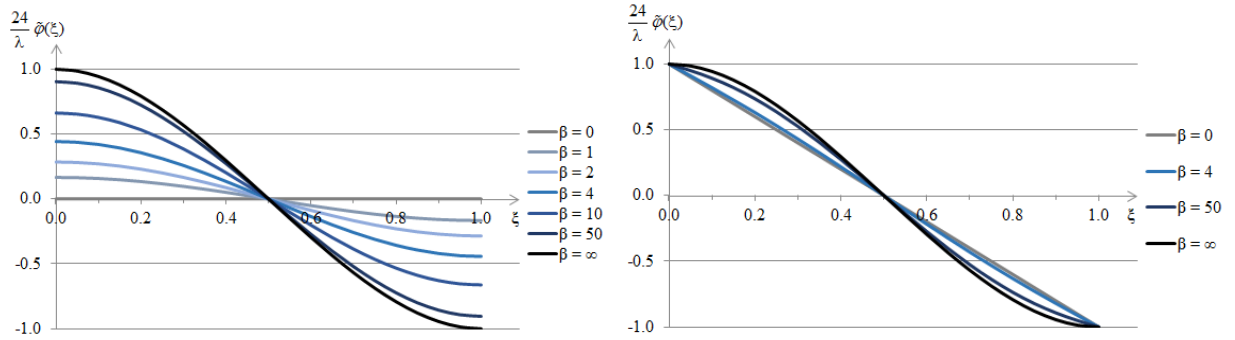 24
λ φ̃(ξ)
1.0
0.5
0.0
-0.5
-1.0
0.0 0.2 0.4 0.6 0.8 1.0 ξ
β = 0
β = 1
β = 2
β = 4
β = 10
β = 50
β = ∞
24
λ φ̃(ξ)
1.0
0.5
0.0
-0.5
-1.0
0.0 0.2 0.4 0.6 0.8 1.0 ξ
β = 0
β = 4
β = 50
β = ∞